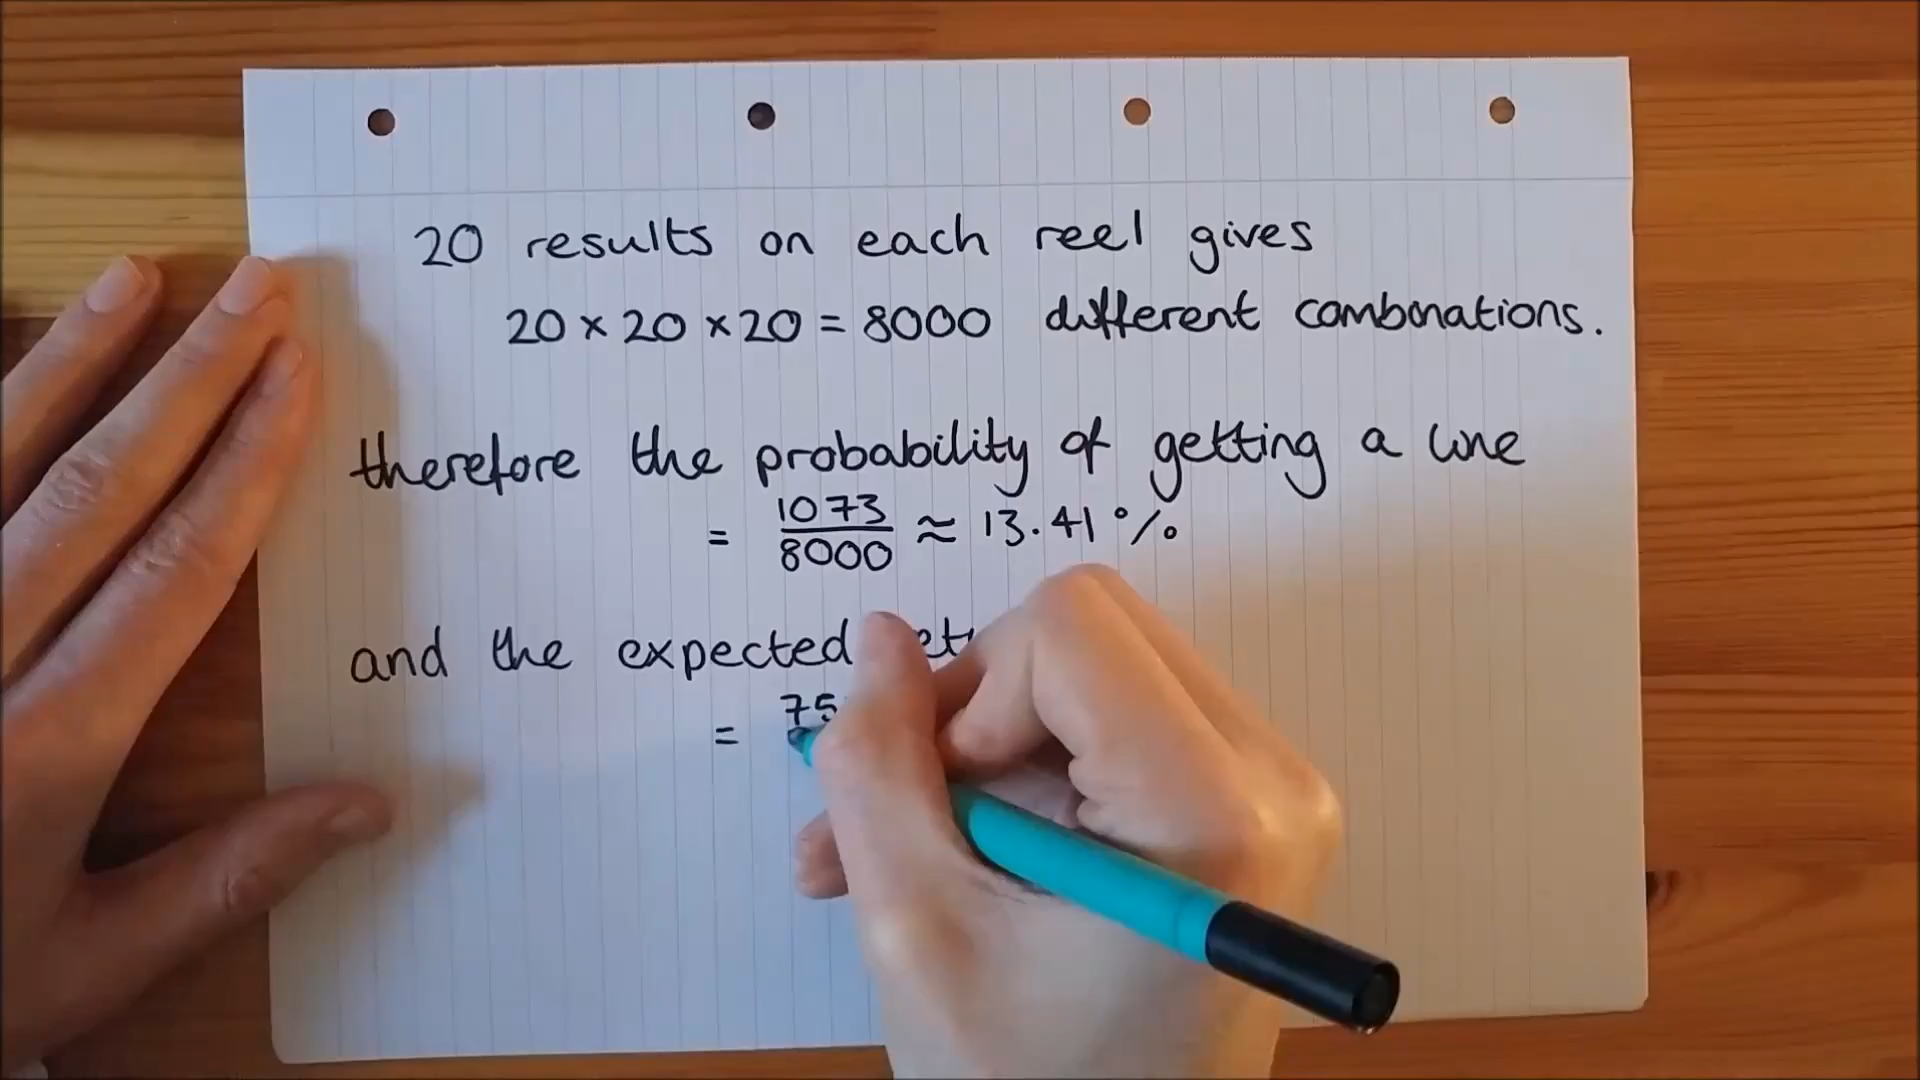 20 results on each reel gives
20 × 20 × 20 = 8000 different combinations.
therefore the probability of getting a line
= 1073/8000 ≈ 13.41 %
and the expected
= 75